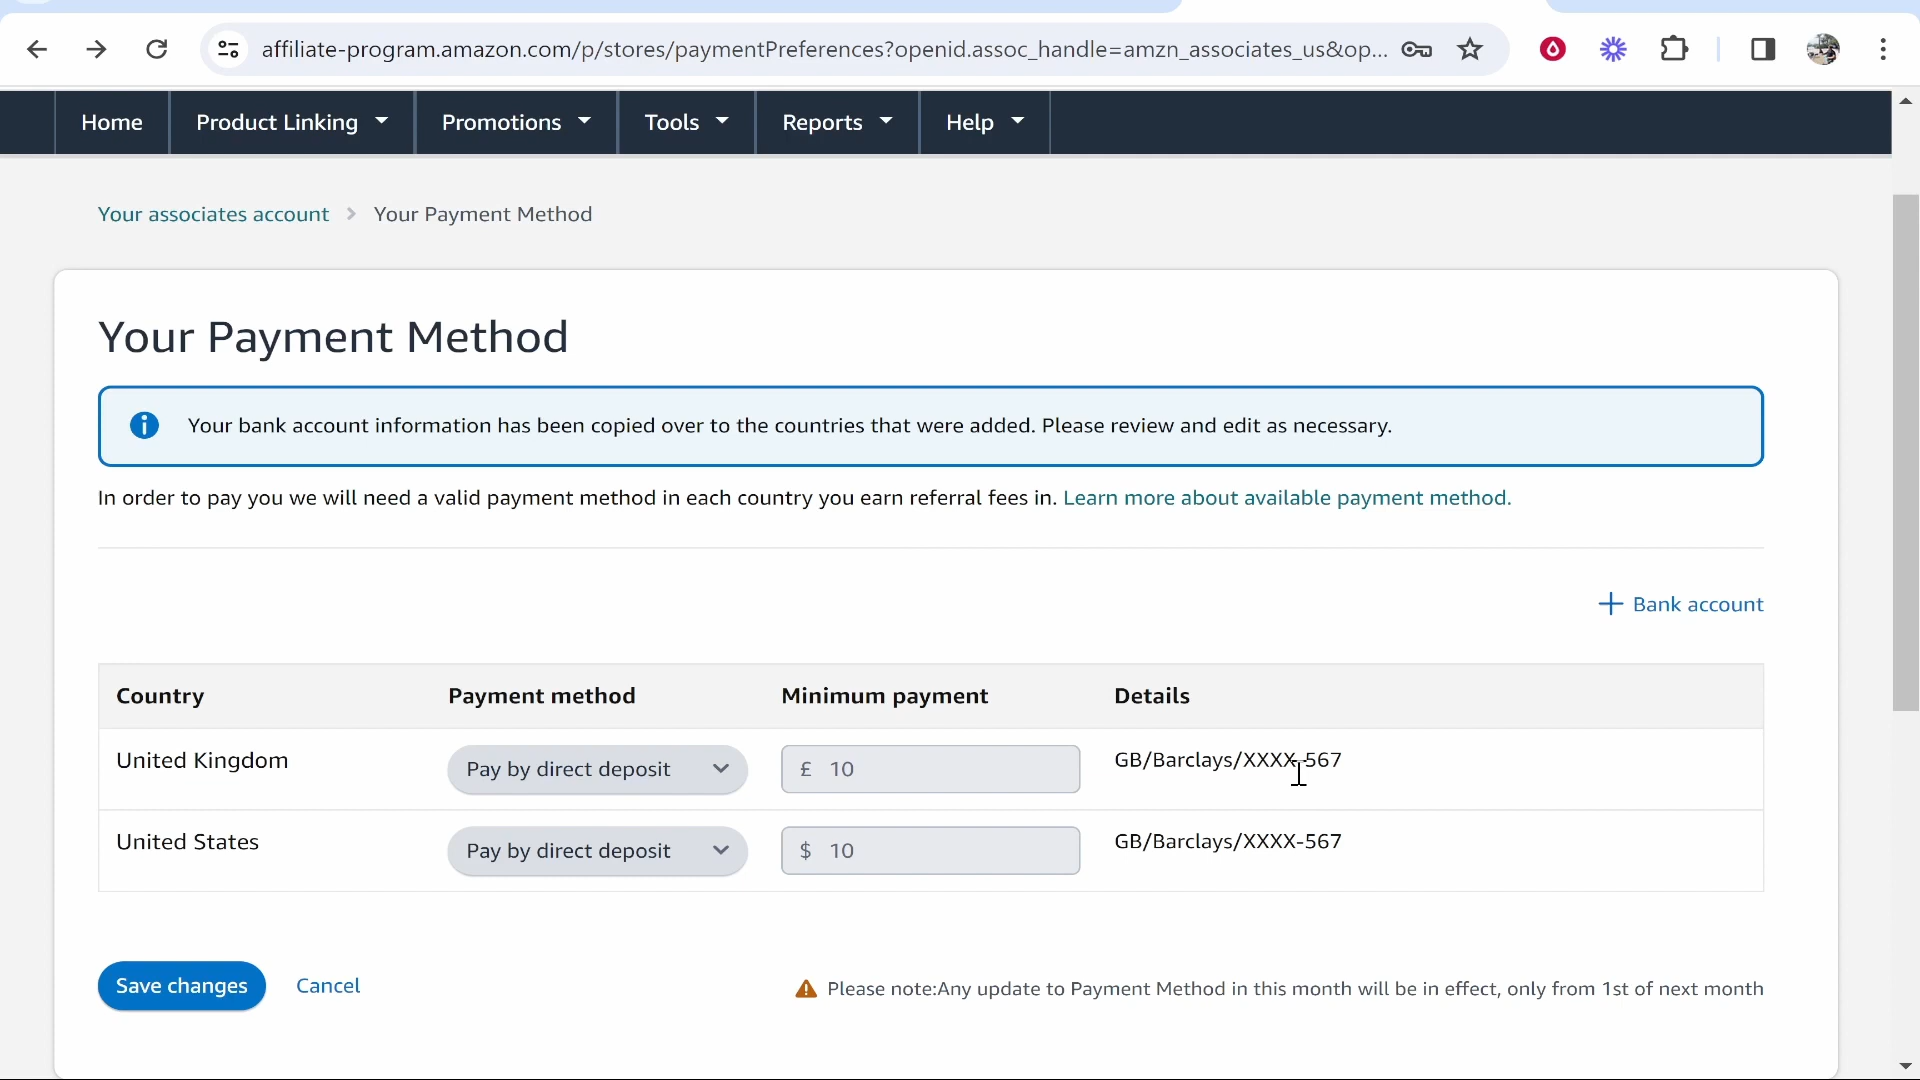 affiliate-program.amazon.com/p/stores/paymentPreferences?openid.assoc_handle=amzn_associates_us&op...
Home Product Linking Promotions Tools Reports Help
Your associates account Your Payment Method
Your Payment Method
Your bank account information has been copied over to the countries that were added. Please review and edit as necessary.
In order to pay you we will need a valid payment method in each country you earn referral fees in. Learn more about available payment method.
Bank account
Country Payment method Minimum payment Details
United Kingdom Pay by direct deposit £ 10 GB/Barclays/XXXX-567
United States Pay by direct deposit $ 10 GB/Barclays/XXXX-567
Save changes Cancel Please note:Any update to Payment Method in this month will be in effect, only from 1st of next month